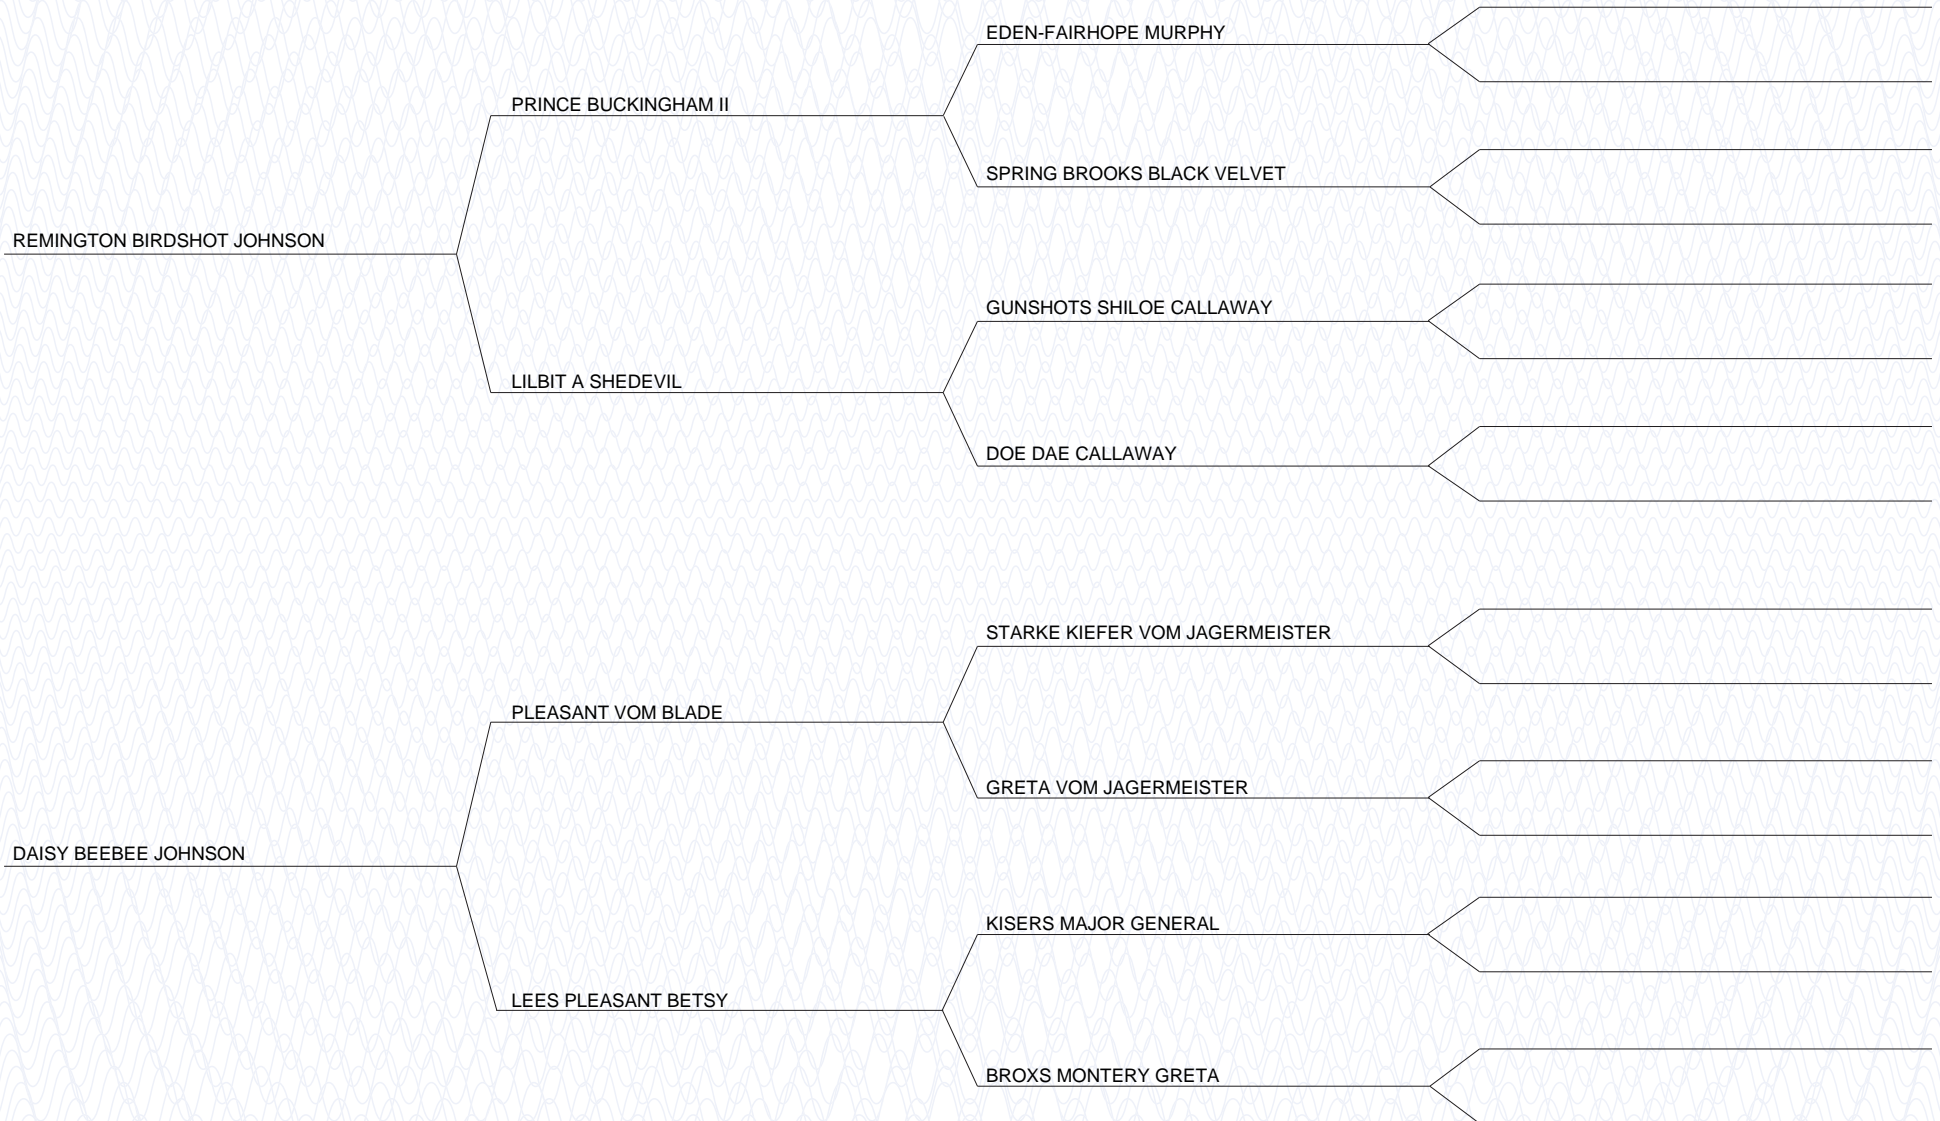 EDEN-FAIRHOPE MURPHY
PRINCE BUCKINGHAM II
SPRING BROOKS BLACK VELVET
REMINGTON BIRDSHOT JOHNSON
GUNSHOTS SHILOE CALLAWAY
LILBIT A SHEDEVIL
DOE DAE CALLAWAY
STARKE KIEFER VOM JAGERMEISTER
PLEASANT VOM BLADE
GRETA VOM JAGERMEISTER
DAISY BEEBEE JOHNSON
KISERS MAJOR GENERAL
LEES PLEASANT BETSY
BROXS MONTERY GRETA